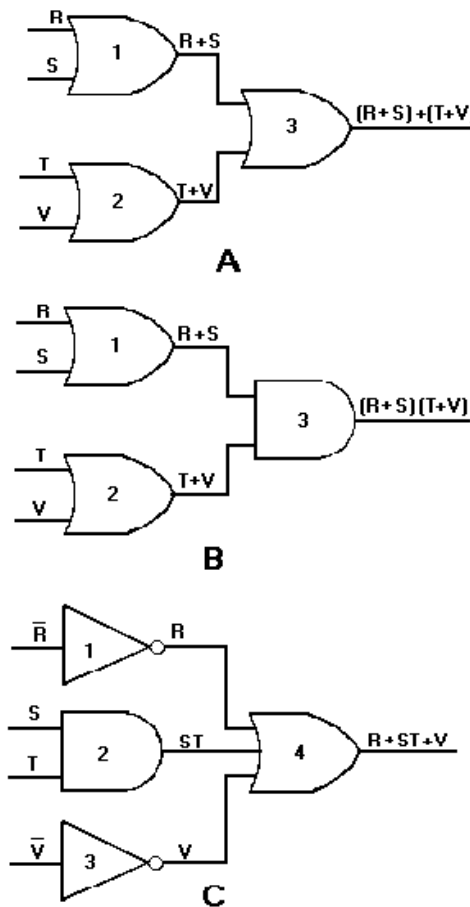 R
1
R+S
S
3
(R+S)+(T+V
T
2
T+V
V
A
R
1
R+S
S
3
(R+S)(T+V)
T
2
T+V
V
B
R̅
1
R
S
2
ST
4
R+ST+V
T
V̅
3
V
C